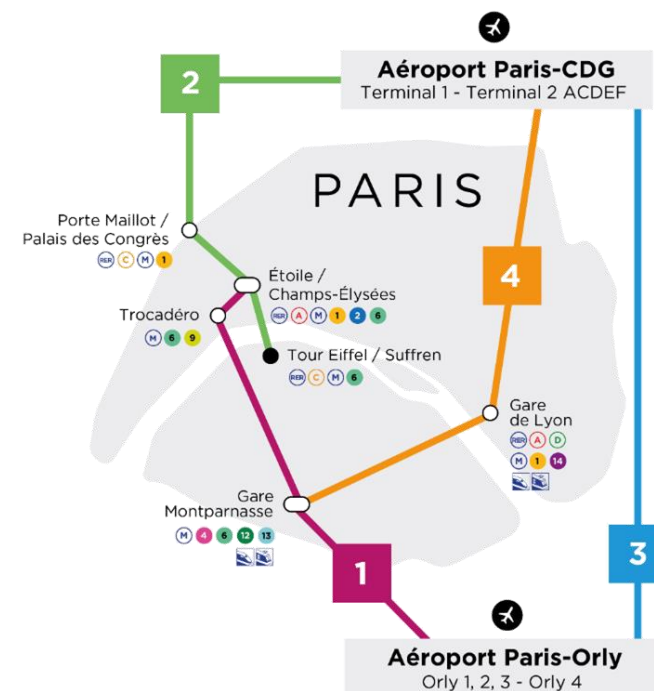 2
Aéroport Paris-CDG
Terminal 1 - Terminal 2 ACDEF
PARIS
Porte Maillot /
Palais des Congrès
RER C M 1
4
Étoile /
Champs-Élysées
RER A M 1 2 6
Trocadéro
M 6 9
Tour Eiffel / Suffren
RER C M 6
Gare
de Lyon
RER A D
M 1 14
Gare
Montparnasse
M 4 6 12 13
3
1
Aéroport Paris-Orly
Orly 1, 2, 3 - Orly 4